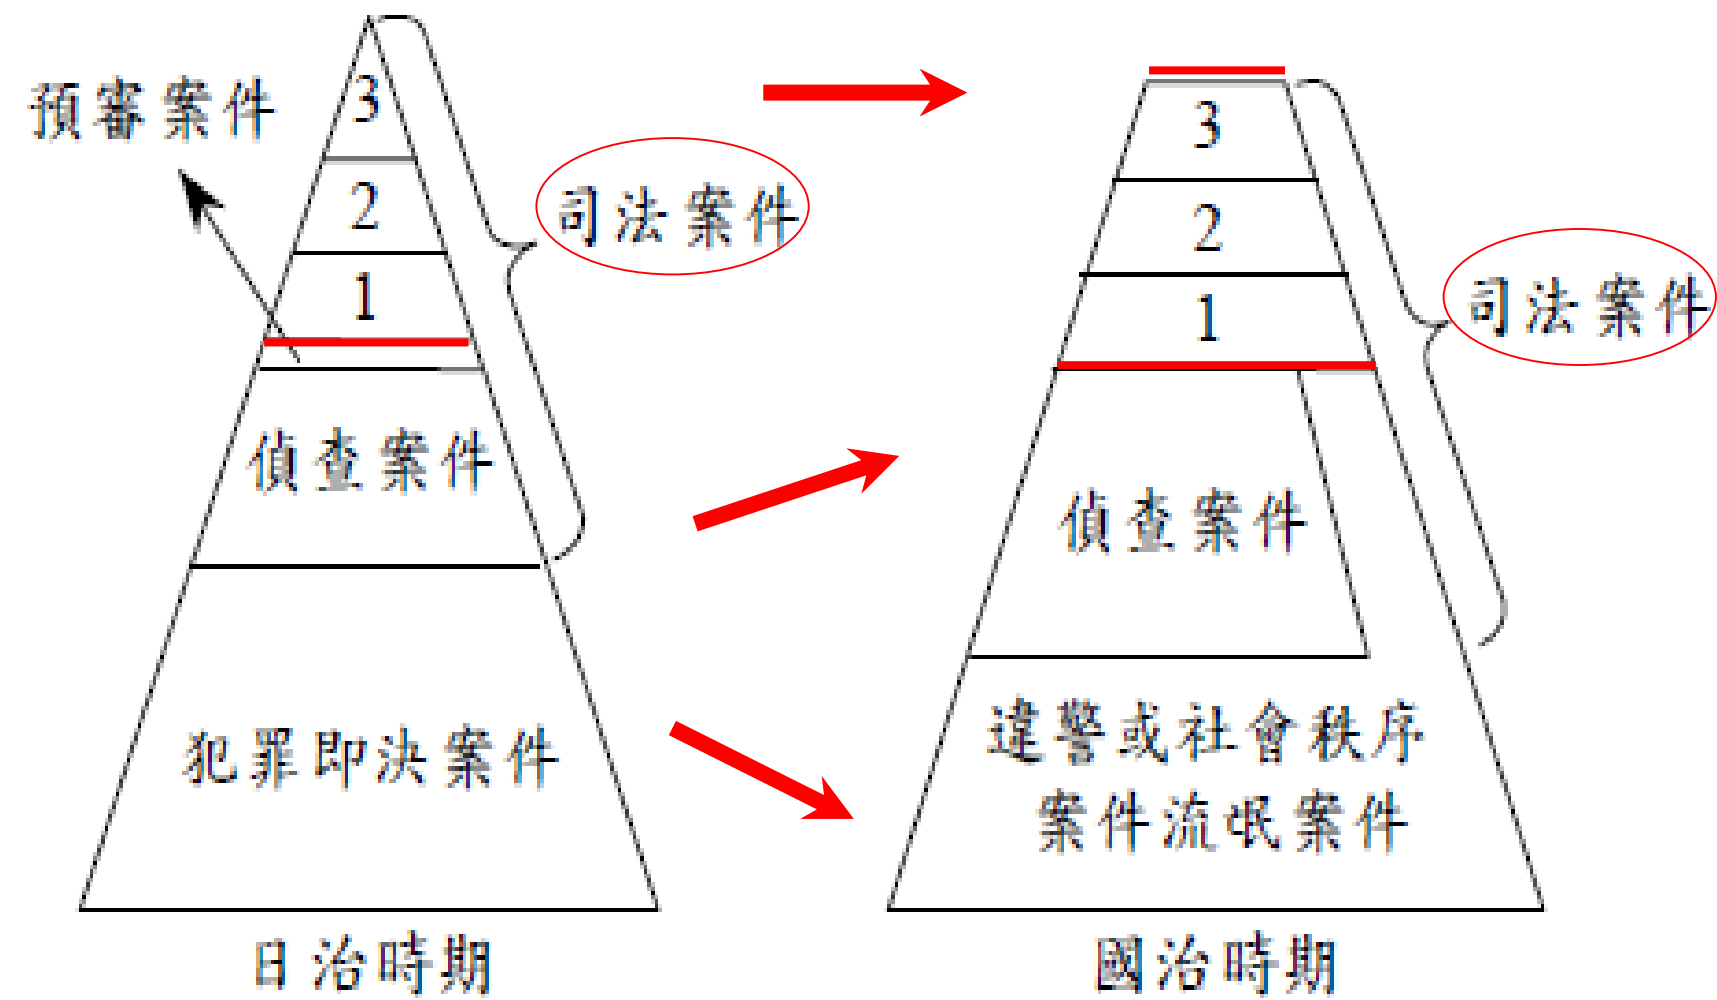 預審案件
3
2
1
司法案件
偵查案件
犯罪即決案件
日治時期
3
2
1
司法案件
偵查案件
違警或社會秩序
案件流氓案件
國治時期